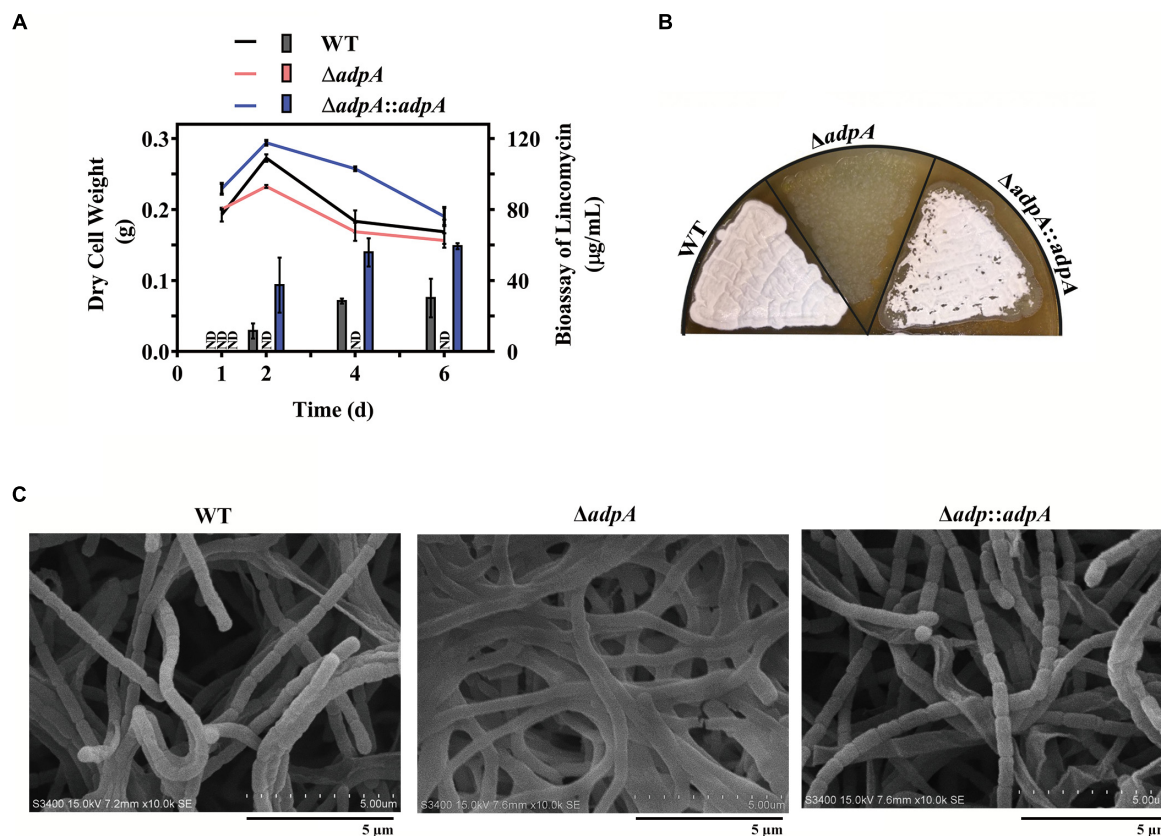 A
WT
ΔadpA
ΔadpA::adpA
Dry Cell Weight
(g)
0.3
0.2
0.1
0.0
120
80
40
0
Bioassay of Lincomycin
(μg/mL)
ND
ND
ND
ND
ND
ND
0
1
2
4
6
Time (d)
B
WT
ΔadpA
ΔadpA::adpA
C
WT
ΔadpA
Δadp::adpA
S3400 15.0kV 7.2mm x10.0k SE
5.00um
S3400 15.0kV 7.6mm x10.0k SE
5.00um
S3400 15.0kV 7.6mm x10.0k SE
5.00u
5 μm
5 μm
5 μm